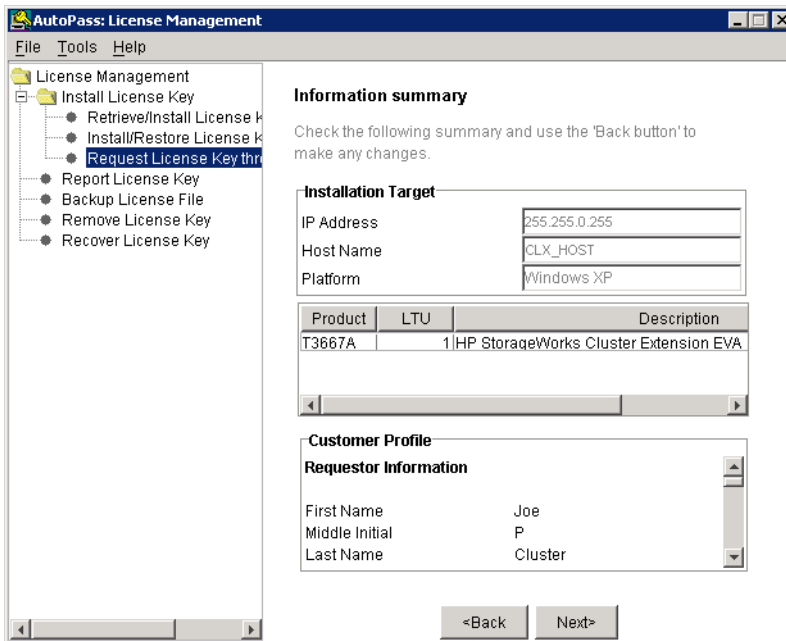 AutoPass: License Management
File Tools Help
License Management
Install License Key
Retrieve/Install License K
Install/Restore License K
Request License Key thr
Report License Key
Backup License File
Remove License Key
Recover License Key
Information summary
Check the following summary and use the 'Back button' to
make any changes.
Installation Target
IP Address 255.255.0.255
Host Name CLX_HOST
Platform Windows XP
Product LTU Description
T3667A 1 HP StorageWorks Cluster Extension EVA
Customer Profile
Requestor Information
First Name Joe
Middle Initial P
Last Name Cluster
<Back Next>